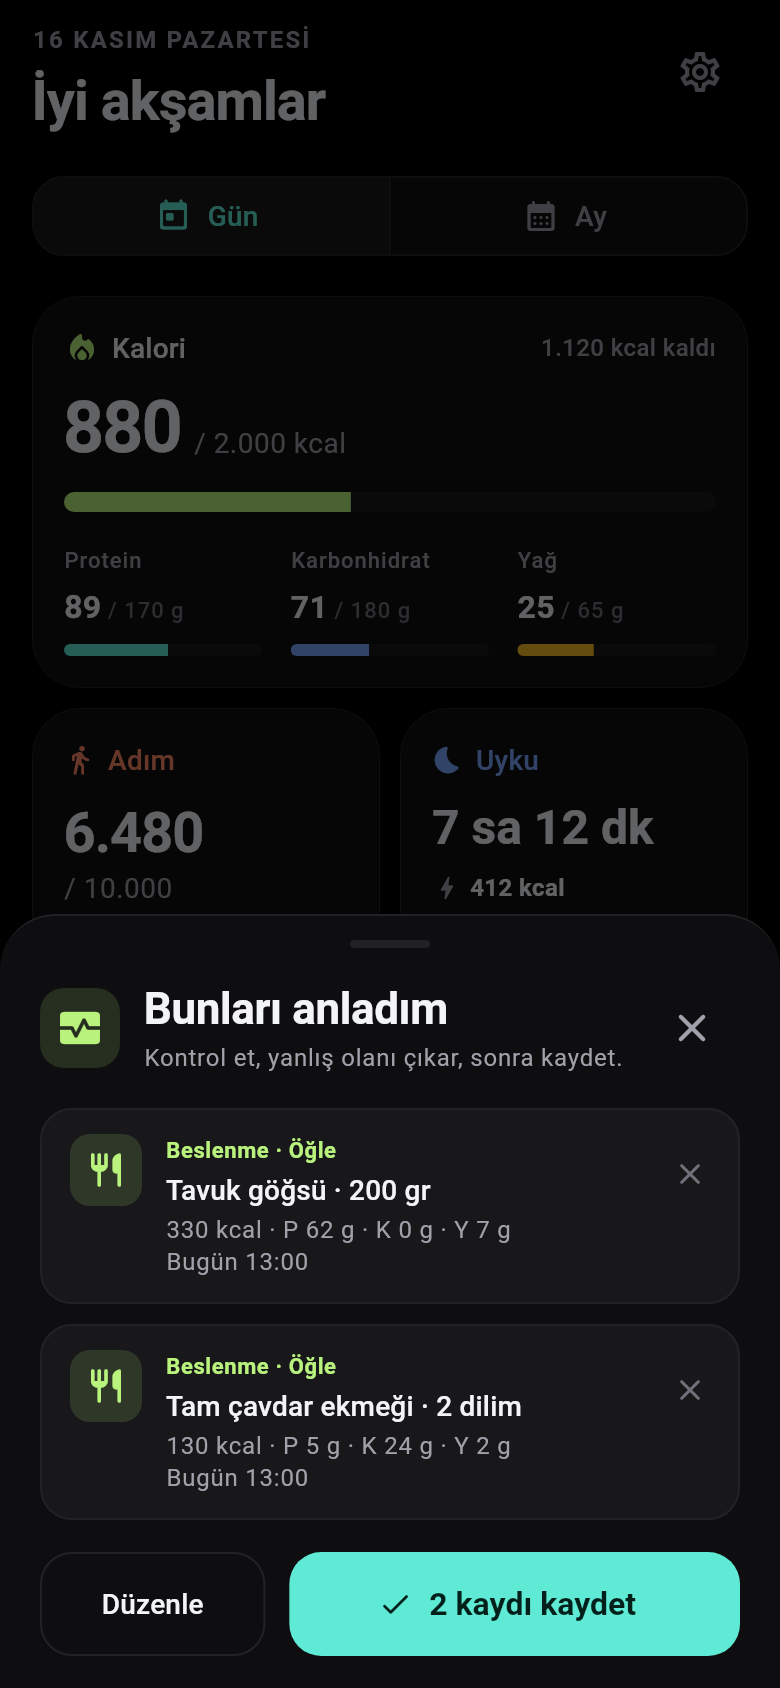 16 KASIM PAZARTESİ
İyi akşamlar
Gün
Ay
Kalori
1.120 kcal kaldı
880 / 2.000 kcal
Protein
Karbonhidrat
Yağ
89 / 170 g
71 / 180 g
25 / 65 g
Adım
Uyku
6.480
7 sa 12 dk
/ 10.000
412 kcal
Bunları anladım
Kontrol et, yanlış olanı çıkar, sonra kaydet.
Beslenme · Öğle
Tavuk göğsü · 200 gr
330 kcal · P 62 g · K 0 g · Y 7 g
Bugün 13:00
Beslenme · Öğle
Tam çavdar ekmeği · 2 dilim
130 kcal · P 5 g · K 24 g · Y 2 g
Bugün 13:00
Düzenle
2 kaydı kaydet